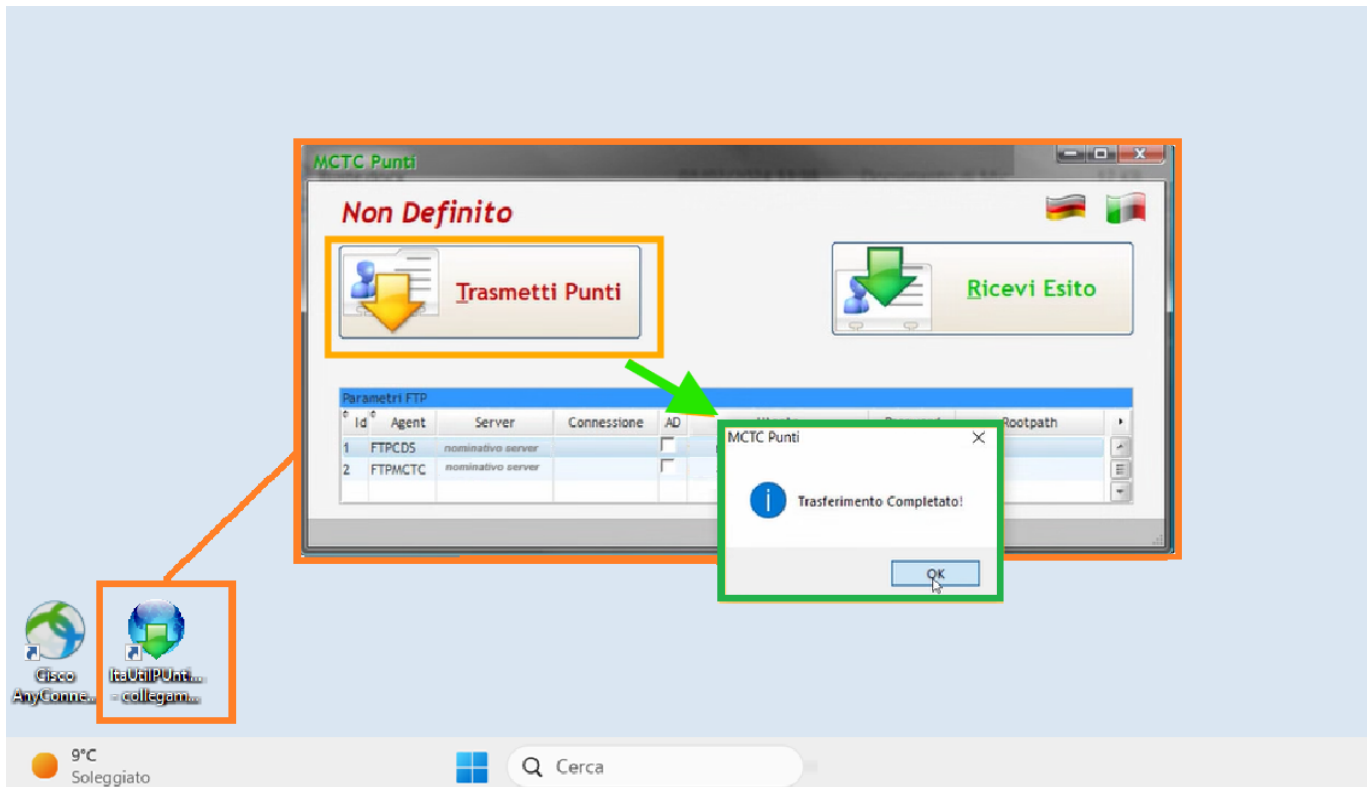 MCTC Punti
Non Definito
Trasmetti Punti
Ricevi Esito
Parametri FTP
Id Agent Server Connessione AD Rootpath
1 FTPCDS nominativo server
2 FTPMCTC nominativo server
MCTC Punti
Trasferimento Completato!
OK
Cisco
AnyConne...
ItaUtilPUnti...
- collegam...
9°C
Soleggiato
Cerca